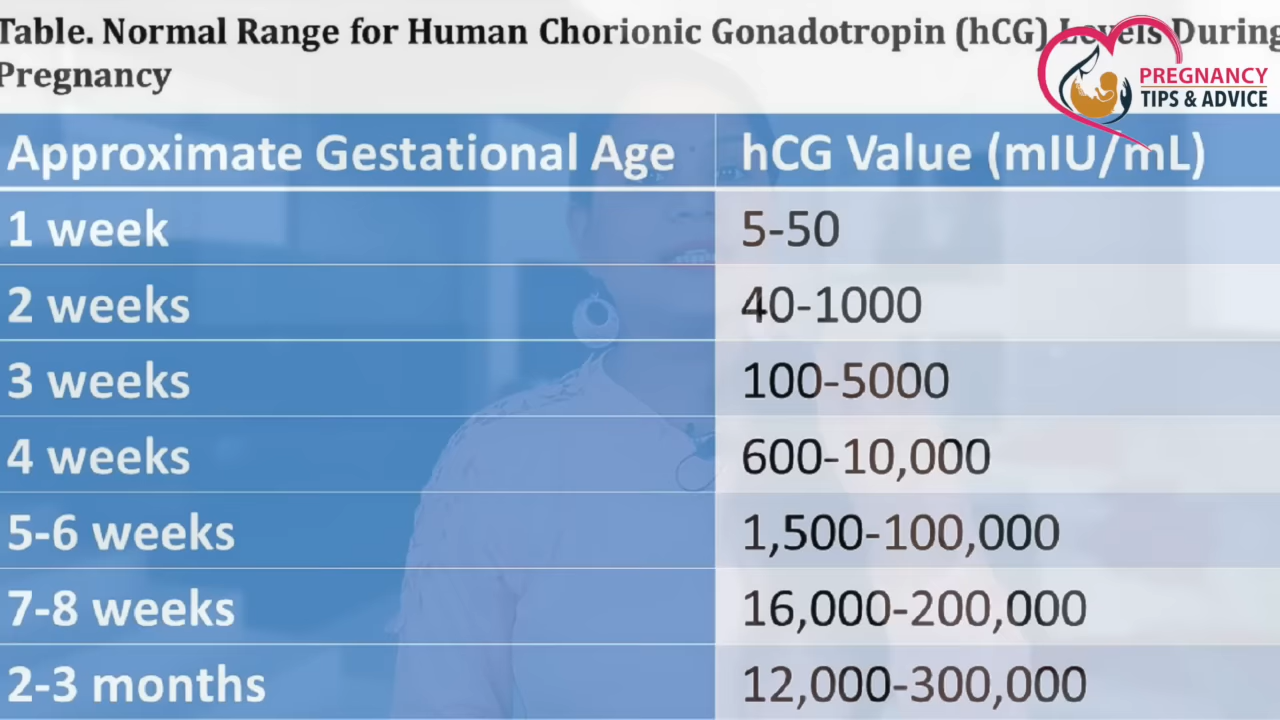 Table. Normal Range for Human Chorionic Gonadotropin (hCG) Levels During
Pregnancy
PREGNANCY
TIPS & ADVICE
Approximate Gestational Age hCG Value (mIU/mL)
1 week 5-50
2 weeks 40-1000
3 weeks 100-5000
4 weeks 600-10,000
5-6 weeks 1,500-100,000
7-8 weeks 16,000-200,000
2-3 months 12,000-300,000